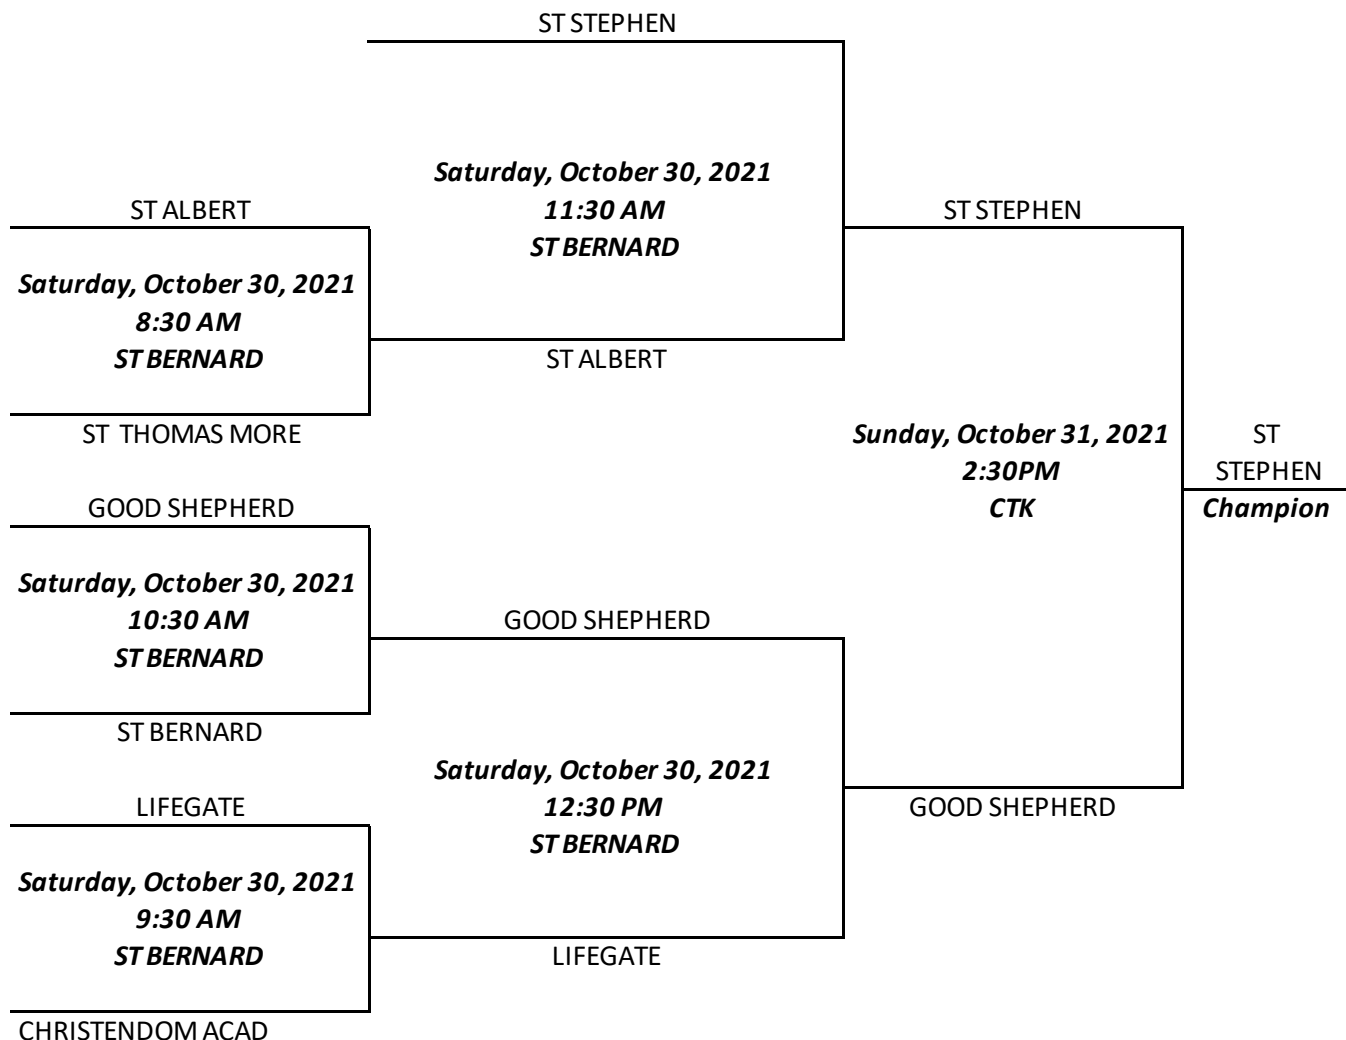 ST STEPHEN
Saturday, October 30, 2021
11:30 AM
ST BERNARD
ST ALBERT
ST STEPHEN
Saturday, October 30, 2021
8:30 AM
ST BERNARD
ST ALBERT
ST THOMAS MORE
Sunday, October 31, 2021
2:30PM
CTK
ST
STEPHEN
Champion
GOOD SHEPHERD
Saturday, October 30, 2021
10:30 AM
ST BERNARD
GOOD SHEPHERD
ST BERNARD
Saturday, October 30, 2021
12:30 PM
ST BERNARD
LIFEGATE
GOOD SHEPHERD
Saturday, October 30, 2021
9:30 AM
ST BERNARD
LIFEGATE
CHRISTENDOM ACAD